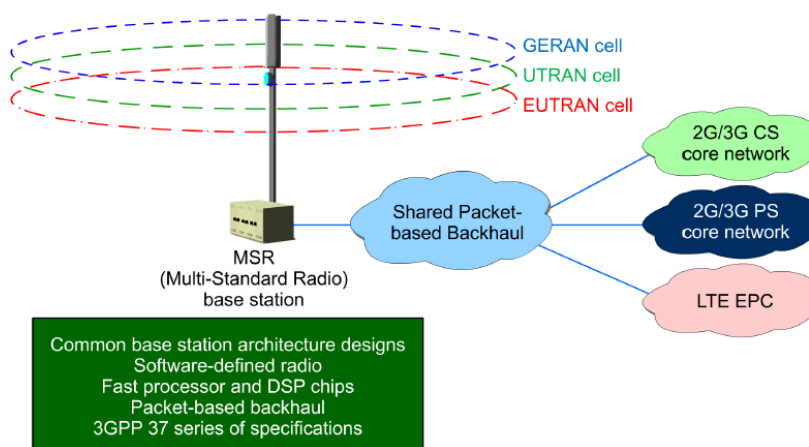 GERAN cell
UTRAN cell
EUTRAN cell
2G/3G CS
core network
Shared Packet-
based Backhaul
2G/3G PS
core network
LTE EPC
MSR
(Multi-Standard Radio)
base station
Common base station architecture designs
Software-defined radio
Fast processor and DSP chips
Packet-based backhaul
3GPP 37 series of specifications